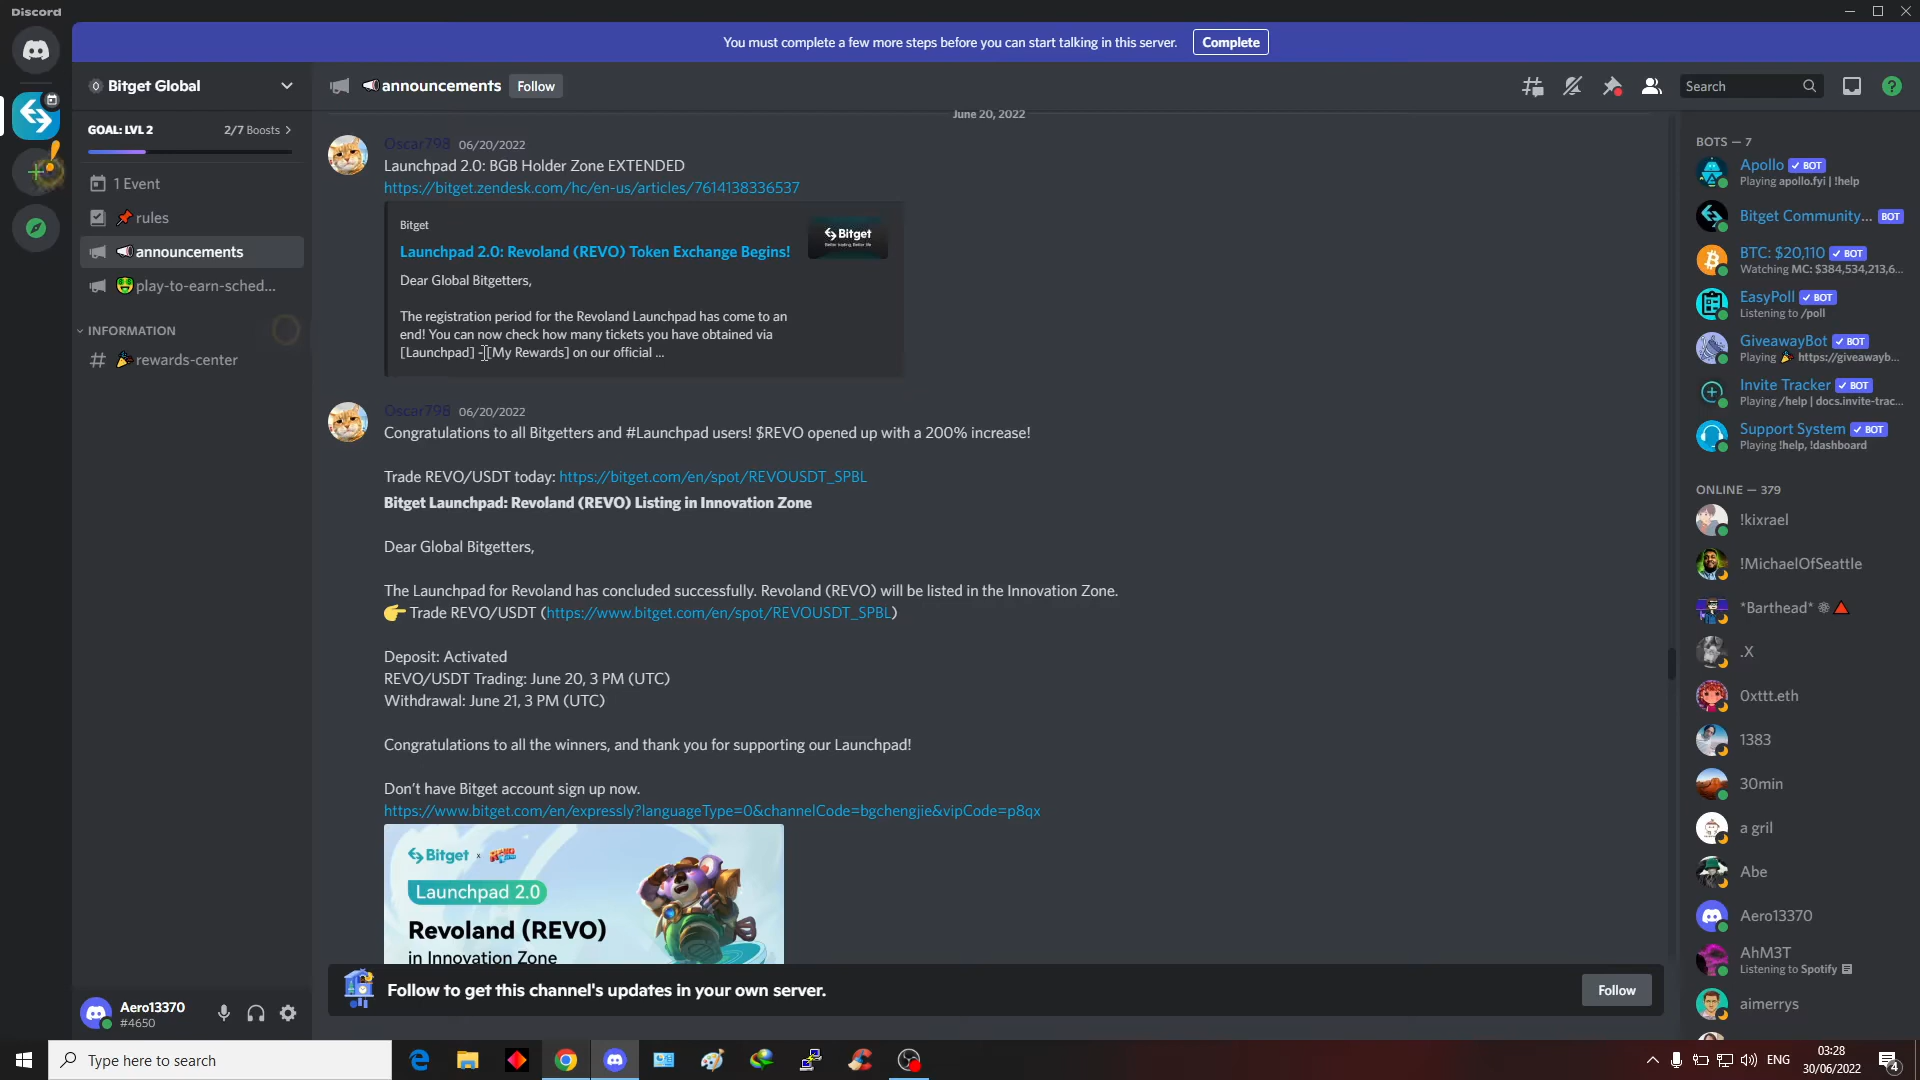 Discord
You must complete a few more steps before you can start talking in this server. Complete
Bitget Global
announcements Follow
Search
GOAL: LVL 2 2/7 Boosts
1 Event
rules
announcements
play-to-earn-sched...
INFORMATION
rewards-center
June 20, 2022
Oscar798 06/20/2022
Launchpad 2.0: BGB Holder Zone EXTENDED
https://bitget.zendesk.com/hc/en-us/articles/7614138336537
Bitget
Launchpad 2.0: Revoland (REVO) Token Exchange Begins!
Bitget
Better trading Better life
Dear Global Bitgetters,
The registration period for the Revoland Launchpad has come to an
end! You can now check how many tickets you have obtained via
[Launchpad] - [My Rewards] on our official ...
Oscar798 06/20/2022
Congratulations to all Bitgetters and #Launchpad users! $REVO opened up with a 200% increase!
Trade REVO/USDT today: https://bitget.com/en/spot/REVOUSDT_SPBL
Bitget Launchpad: Revoland (REVO) Listing in Innovation Zone
Dear Global Bitgetters,
The Launchpad for Revoland has concluded successfully. Revoland (REVO) will be listed in the Innovation Zone.
👉 Trade REVO/USDT (https://www.bitget.com/en/spot/REVOUSDT_SPBL)
Deposit: Activated
REVO/USDT Trading: June 20, 3 PM (UTC)
Withdrawal: June 21, 3 PM (UTC)
Congratulations to all the winners, and thank you for supporting our Launchpad!
Don't have Bitget account sign up now.
https://www.bitget.com/en/expressly?languageType=0&channelCode=bgchengjie&vipCode=p8qx
Bitget x
Launchpad 2.0
Revoland (REVO)
in Innovation Zone
Follow to get this channel's updates in your own server. Follow
BOTS — 7
Apollo BOT
Playing apollo.fyi | !help
Bitget Community... BOT
BTC: $20,110 BOT
Watching MC: $384,534,213,6...
EasyPoll BOT
Listening to /poll
GiveawayBot BOT
Playing 🎉 https://giveawayb...
Invite Tracker BOT
Playing /help | docs.invite-trac...
Support System BOT
Playing !help, !dashboard
ONLINE — 379
!kixrael
!MichaelOfSeattle
*Barthead* ⚛🔺
.X
0xttt.eth
1383
30min
a gril
Abe
Aero13370
AhM3T
Listening to Spotify
aimerrys
Aero13370
#4650
Type here to search
ENG
03:28
30/06/2022
4